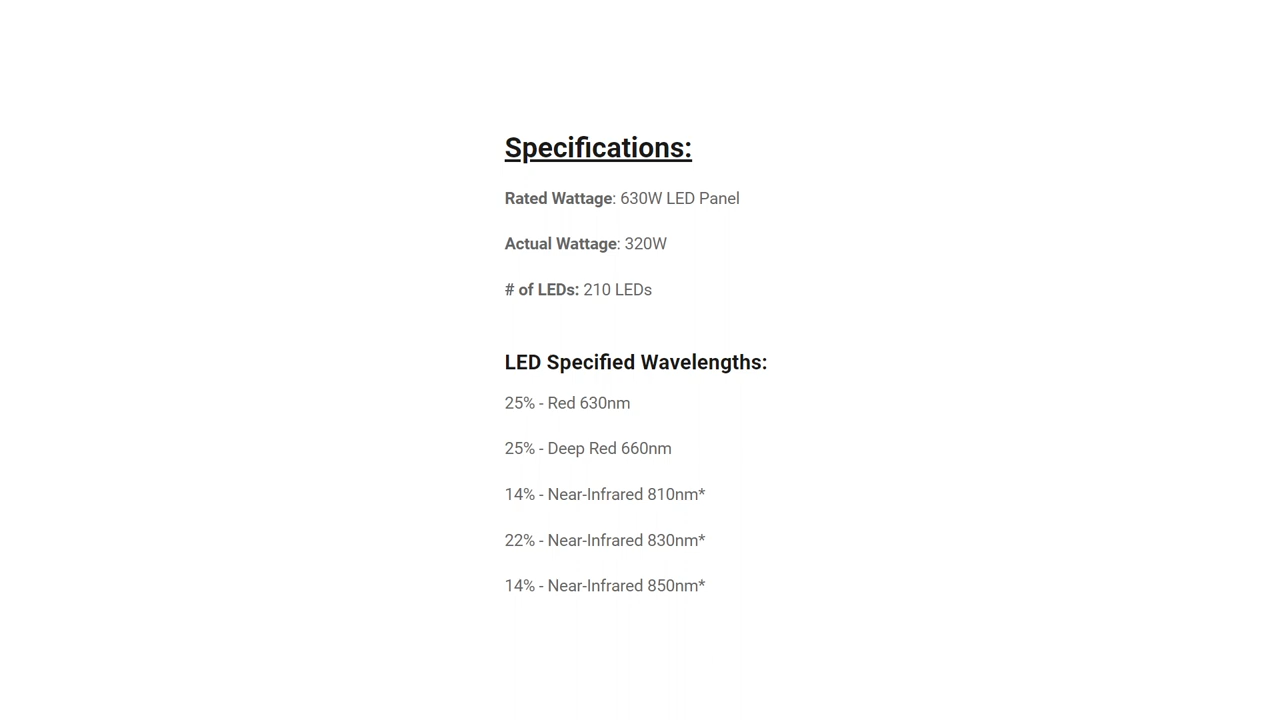 Specifications:
Rated Wattage: 630W LED Panel
Actual Wattage: 320W
# of LEDs: 210 LEDs
LED Specified Wavelengths:
25% - Red 630nm
25% - Deep Red 660nm
14% - Near-Infrared 810nm*
22% - Near-Infrared 830nm*
14% - Near-Infrared 850nm*